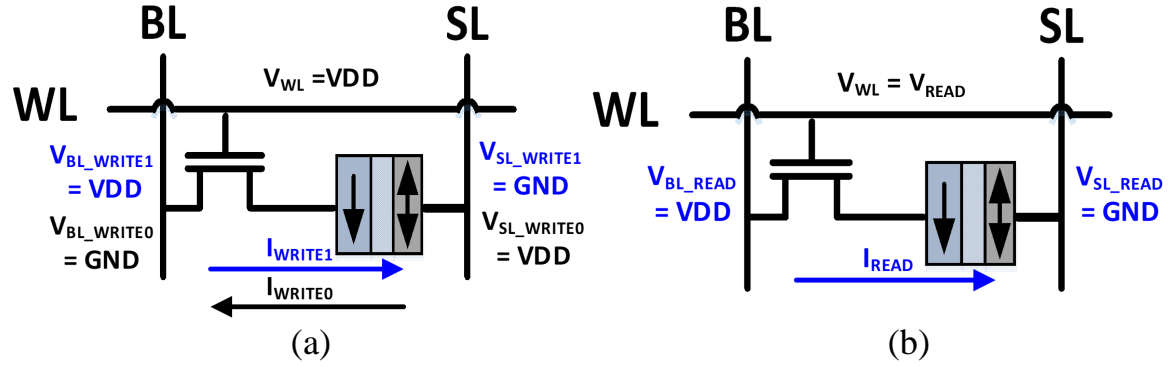 BL
SL
WL
V_WL =VDD
V_BL_WRITE1
= VDD
V_BL_WRITE0
= GND
V_SL_WRITE1
= GND
V_SL_WRITE0
= VDD
I_WRITE1
I_WRITE0
(a)
BL
SL
WL
V_WL = V_READ
V_BL_READ
= VDD
V_SL_READ
= GND
I_READ
(b)